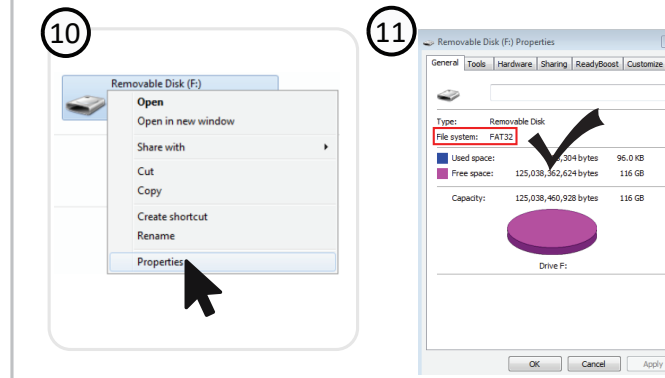 10
Removable Disk (F:)
Open
Open in new window
Share with
Cut
Copy
Create shortcut
Rename
Properties
11
Removable Disk (F:) Properties
General Tools Hardware Sharing ReadyBoost Customize
Type: Removable Disk
File system: FAT32
Used space: 304 bytes 96.0 KB
Free space: 125,038,362,624 bytes 116 GB
Capacity: 125,038,460,928 bytes 116 GB
Drive F:
OK Cancel Apply